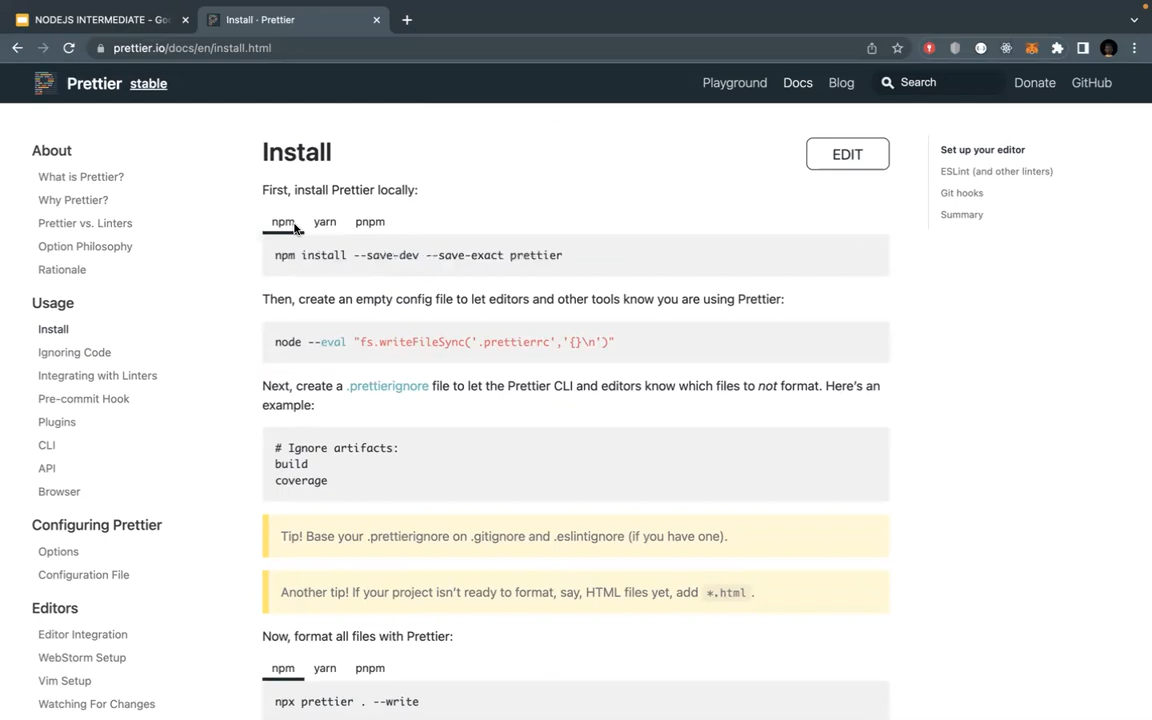 NODEJS INTERMEDIATE - Go
Install · Prettier
prettier.io/docs/en/install.html
Prettier stable
Playground
Docs
Blog
Search
Donate
GitHub
About
What is Prettier?
Why Prettier?
Prettier vs. Linters
Option Philosophy
Rationale
Usage
Install
Ignoring Code
Integrating with Linters
Pre-commit Hook
Plugins
CLI
API
Browser
Configuring Prettier
Options
Configuration File
Editors
Editor Integration
WebStorm Setup
Vim Setup
Watching For Changes
Install
EDIT
First, install Prettier locally:
npm yarn pnpm
npm install --save-dev --save-exact prettier
Then, create an empty config file to let editors and other tools know you are using Prettier:
node --eval "fs.writeFileSync('.prettierrc','{}\n')"
Next, create a .prettierignore file to let the Prettier CLI and editors know which files to not format. Here's an
example:
# Ignore artifacts:
build
coverage
Tip! Base your .prettierignore on .gitignore and .eslintignore (if you have one).
Another tip! If your project isn't ready to format, say, HTML files yet, add *.html.
Now, format all files with Prettier:
npm yarn pnpm
npx prettier . --write
Set up your editor
ESLint (and other linters)
Git hooks
Summary